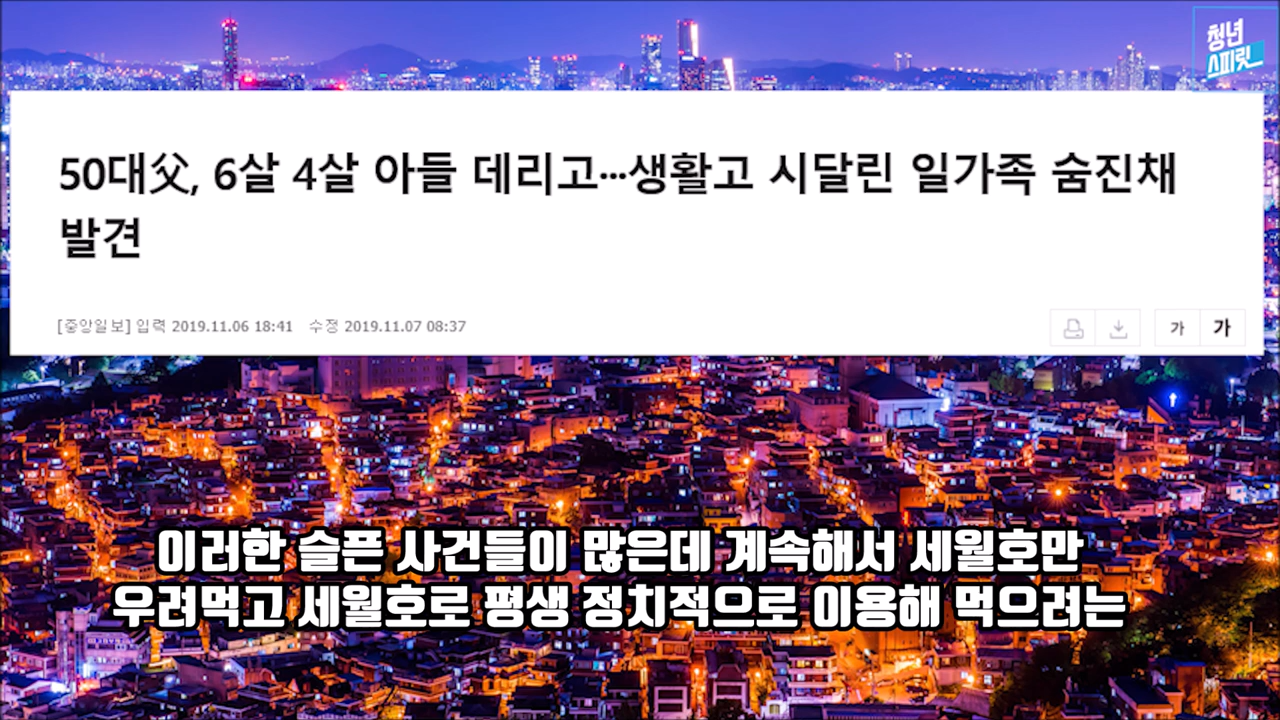 청년
스피릿
50대父, 6살 4살 아들 데리고…생활고 시달린 일가족 숨진채
발견
[중앙일보] 입력 2019.11.06 18:41 수정 2019.11.07 08:37
가 가
이러한 슬픈 사건들이 많은데 계속해서 세월호만
우려먹고 세월호로 평생 정치적으로 이용해 먹으려는